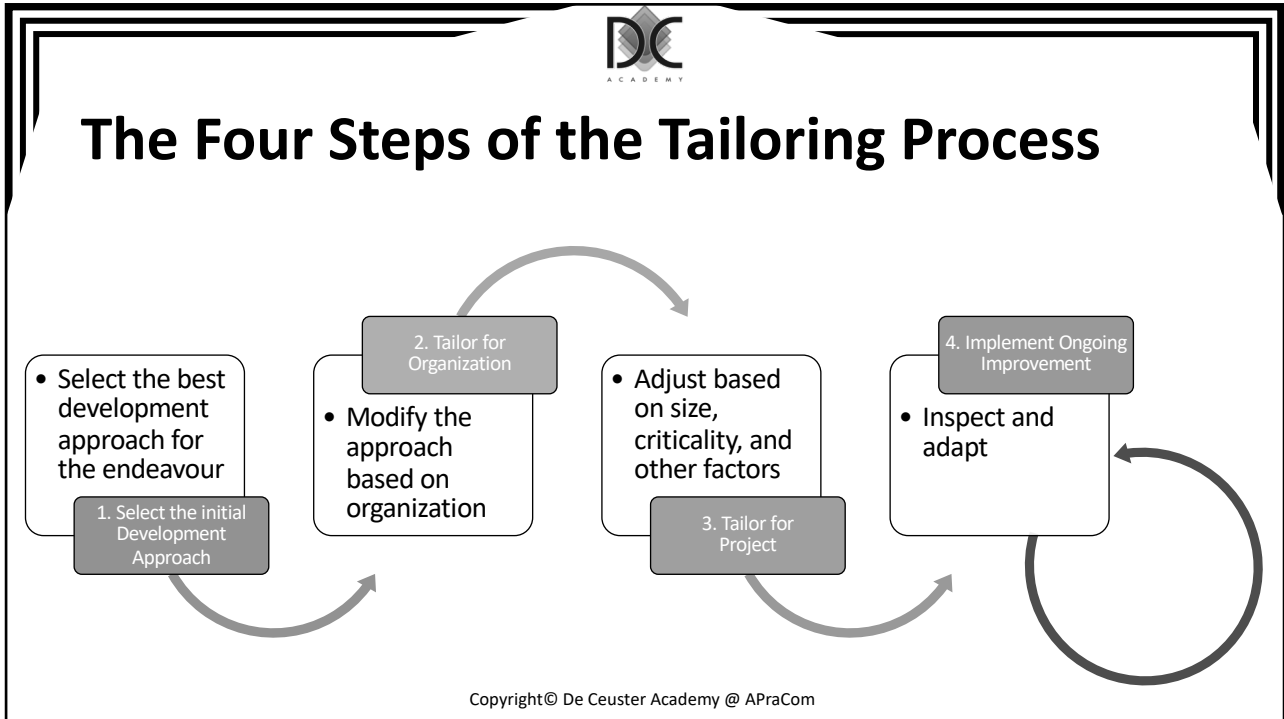 DC
ACADEMY
The Four Steps of the Tailoring Process
• Select the best
development
approach for
the endeavour
1. Select the initial
Development
Approach
2. Tailor for
Organization
• Modify the
approach
based on
organization
• Adjust based
on size,
criticality, and
other factors
3. Tailor for
Project
4. Implement Ongoing
Improvement
• Inspect and
adapt
Copyright© De Ceuster Academy @ APraCom